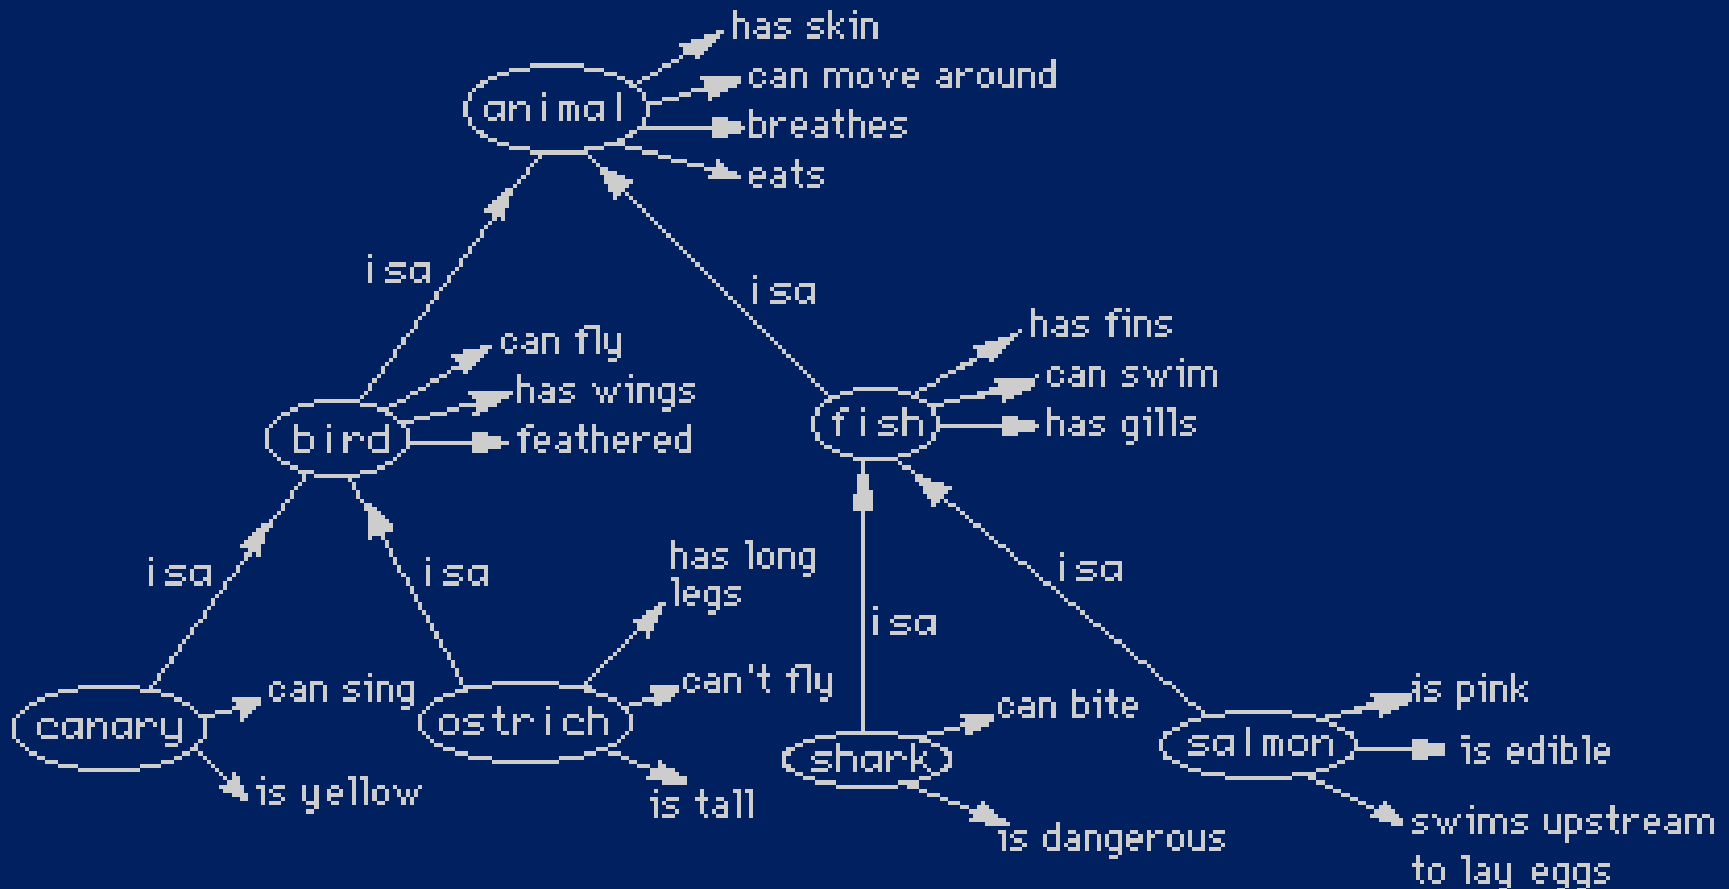 has skin
animal
can move around
breathes
eats
isa
isa
can fly
has wings
feathered
bird
has fins
can swim
has gills
fish
isa
isa
isa
isa
has long
legs
can sing
canary
is yellow
can't fly
ostrich
is tall
can bite
shark
is dangerous
is pink
salmon
is edible
swims upstream
to lay eggs